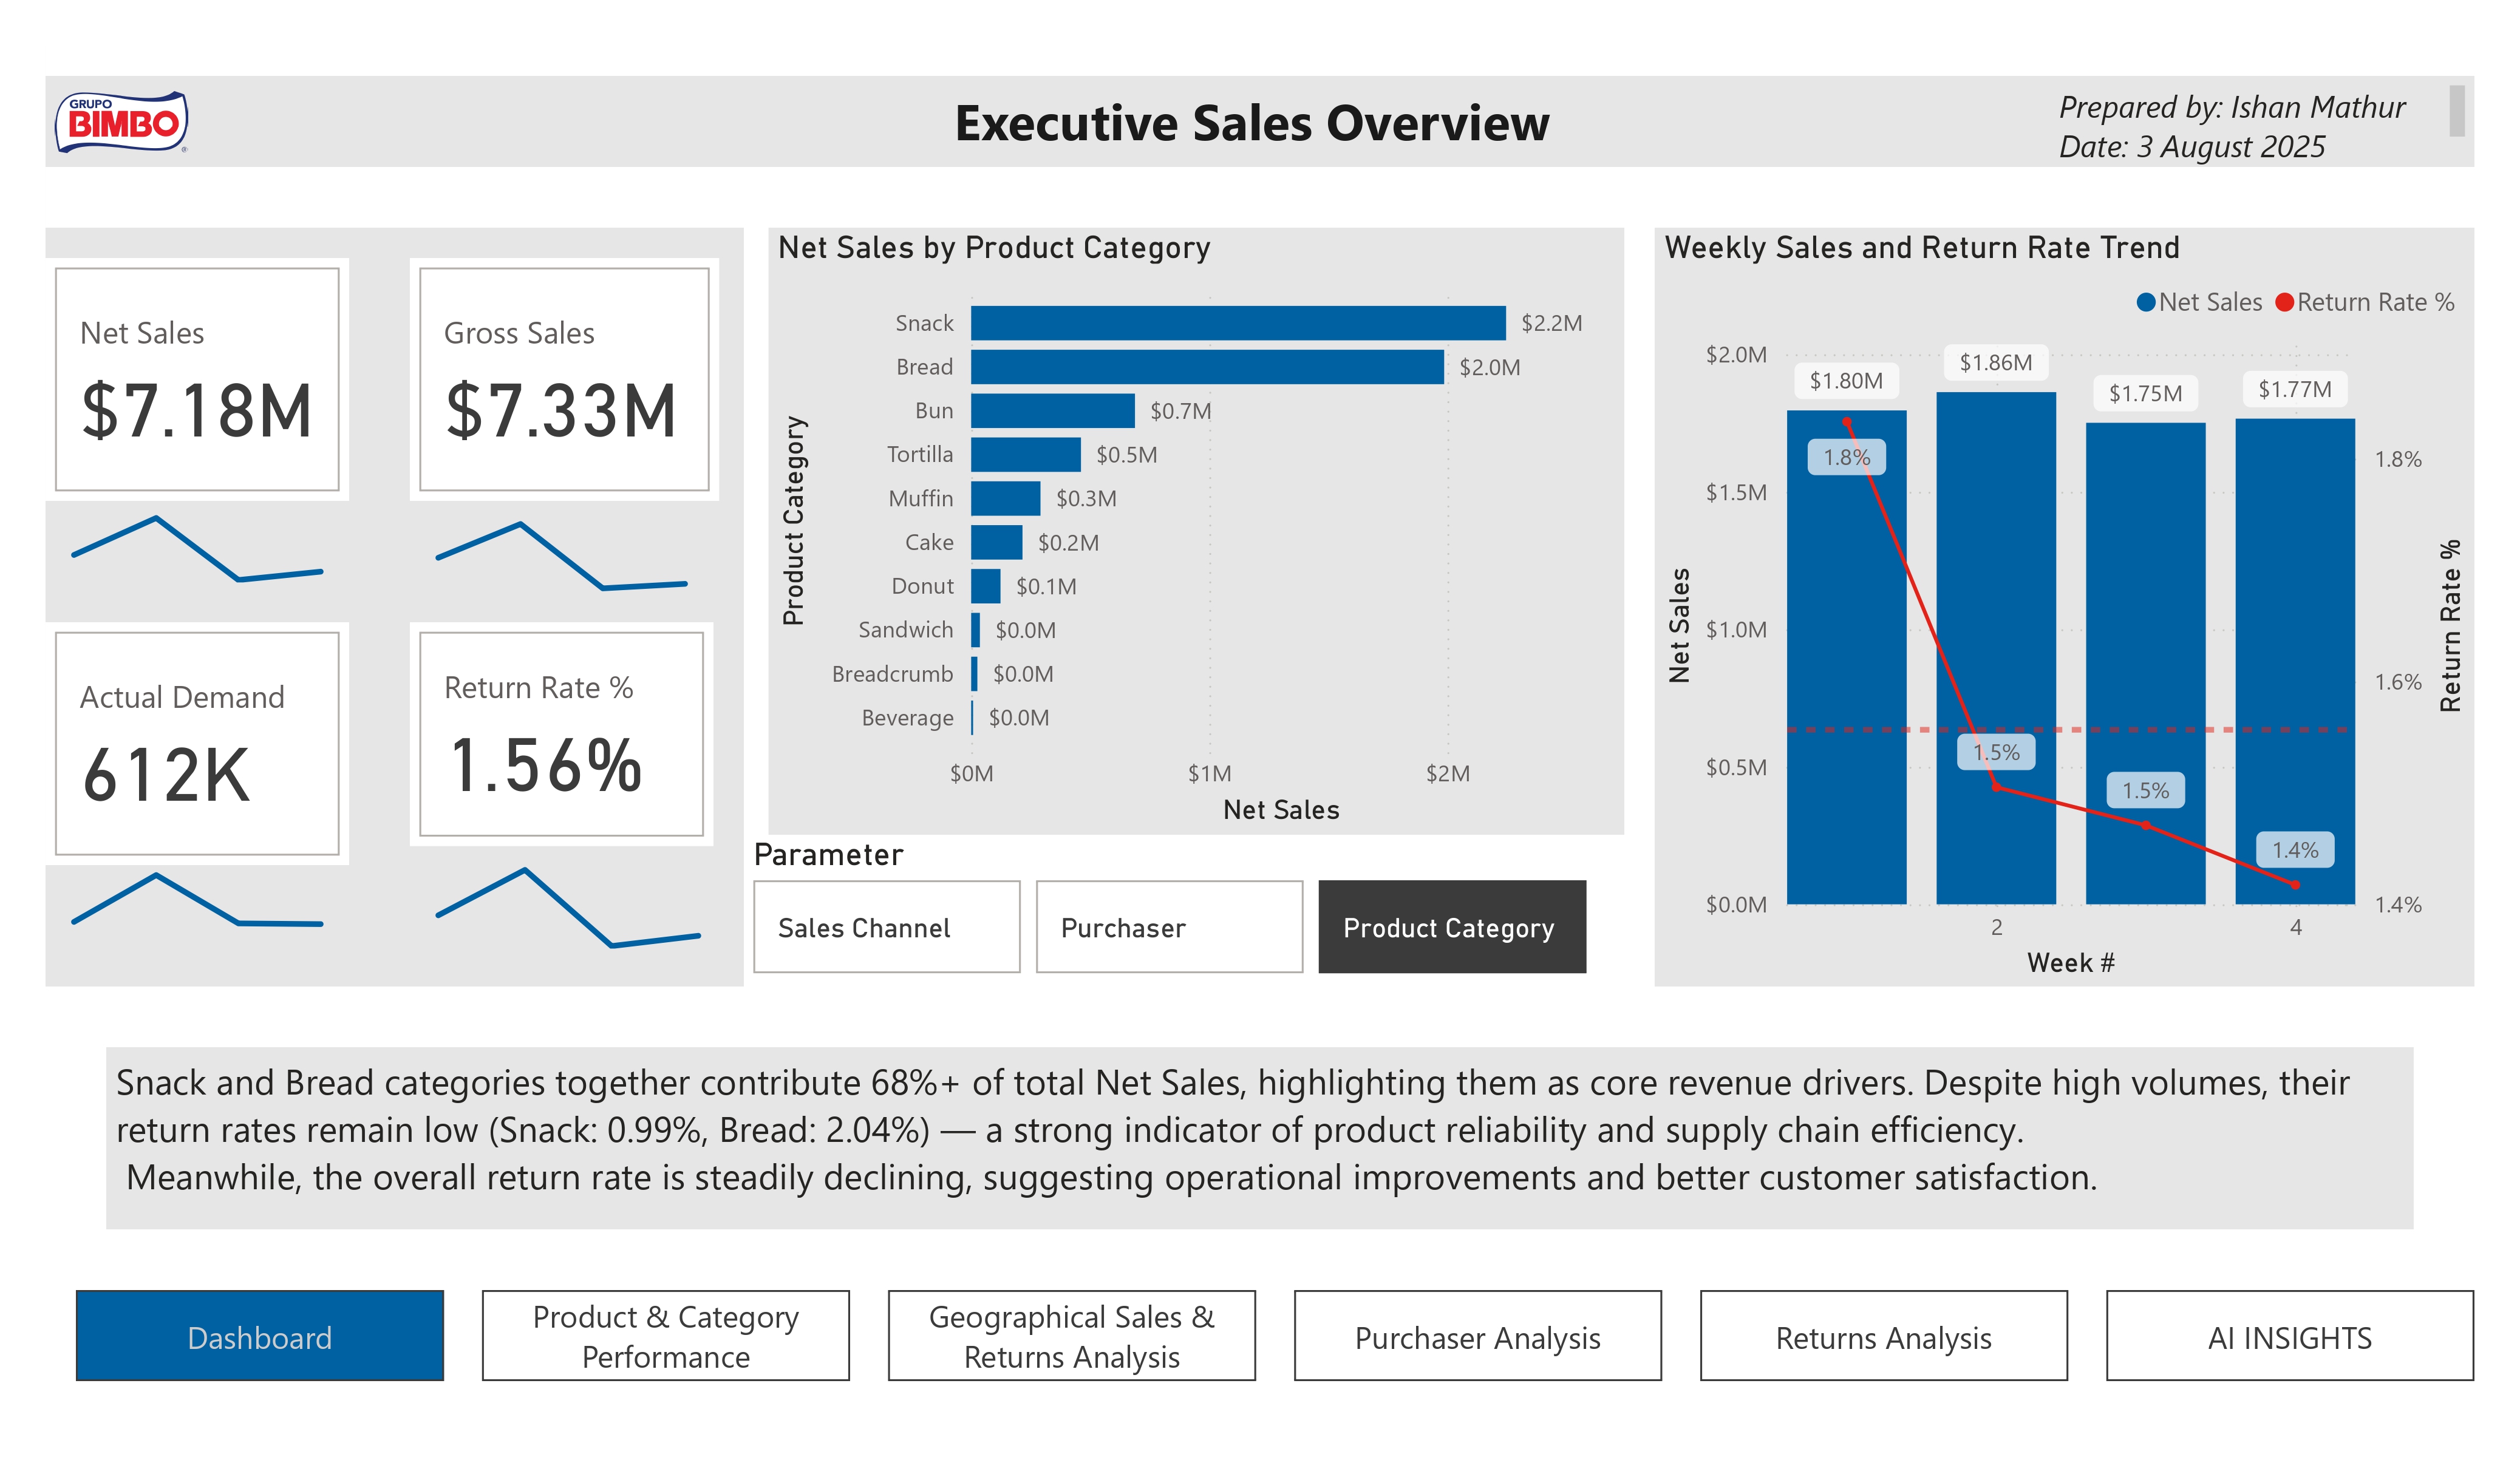 GRUPO
BIMBO
®
Executive Sales Overview
Prepared by: Ishan Mathur
Date: 3 August 2025
Net Sales
$7.18M
Gross Sales
$7.33M
Actual Demand
612K
Return Rate %
1.56%
Net Sales by Product Category
Product Category
Snack $2.2M
Bread $2.0M
Bun $0.7M
Tortilla $0.5M
Muffin $0.3M
Cake $0.2M
Donut $0.1M
Sandwich $0.0M
Breadcrumb $0.0M
Beverage $0.0M
$0M $1M $2M
Net Sales
Parameter
Sales Channel
Purchaser
Product Category
Weekly Sales and Return Rate Trend
Net Sales Return Rate %
$2.0M
$1.5M
$1.0M
$0.5M
$0.0M
Net Sales
$1.80M
$1.86M
$1.75M
$1.77M
1.8%
1.5%
1.5%
1.4%
1.8%
1.6%
1.4%
Return Rate %
2 4
Week #
Snack and Bread categories together contribute 68%+ of total Net Sales, highlighting them as core revenue drivers. Despite high volumes, their
return rates remain low (Snack: 0.99%, Bread: 2.04%) — a strong indicator of product reliability and supply chain efficiency.
Meanwhile, the overall return rate is steadily declining, suggesting operational improvements and better customer satisfaction.
Dashboard
Product & Category
Performance
Geographical Sales &
Returns Analysis
Purchaser Analysis
Returns Analysis
AI INSIGHTS